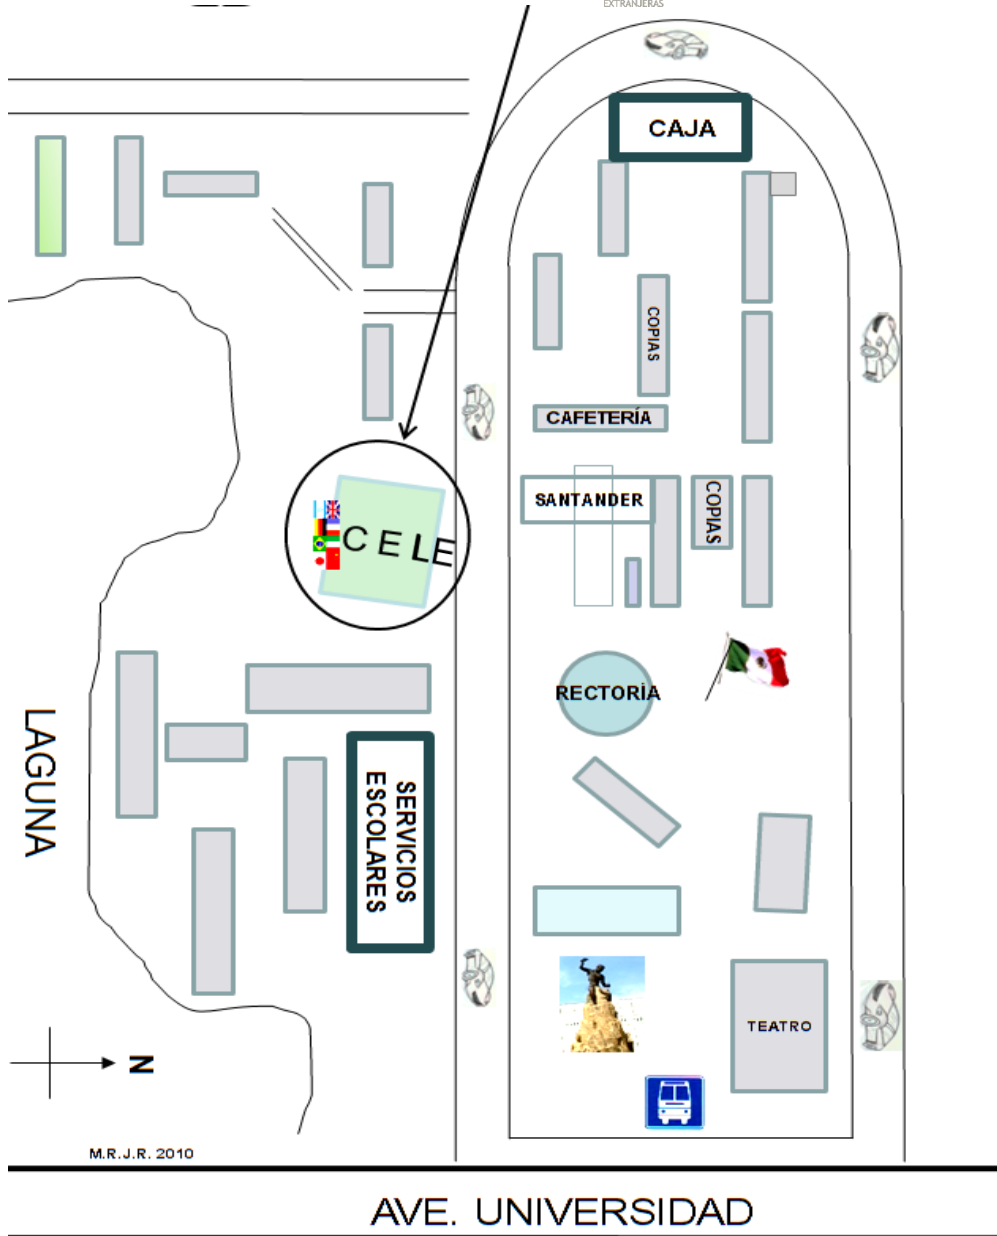 EXTRANJERAS
CAJA
COPIAS
CAFETERÍA
SANTANDER
COPIAS
CELE
RECTORÍA
LAGUNA
SERVICIOS
ESCOLARES
TEATRO
N
M.R.J.R. 2010
AVE. UNIVERSIDAD